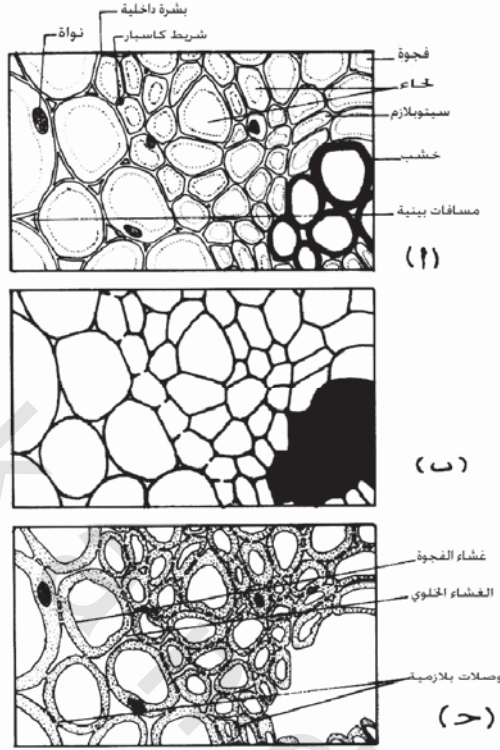 بشرة داخلية
شريط كاسبار
نواة
فجوة
لحاء
سيتوبلازم
خشب
مسافات بينية
(أ)
(ب)
غشاء الفجوة
الغشاء الخلوي
وصلات بلازمية
(حـ)